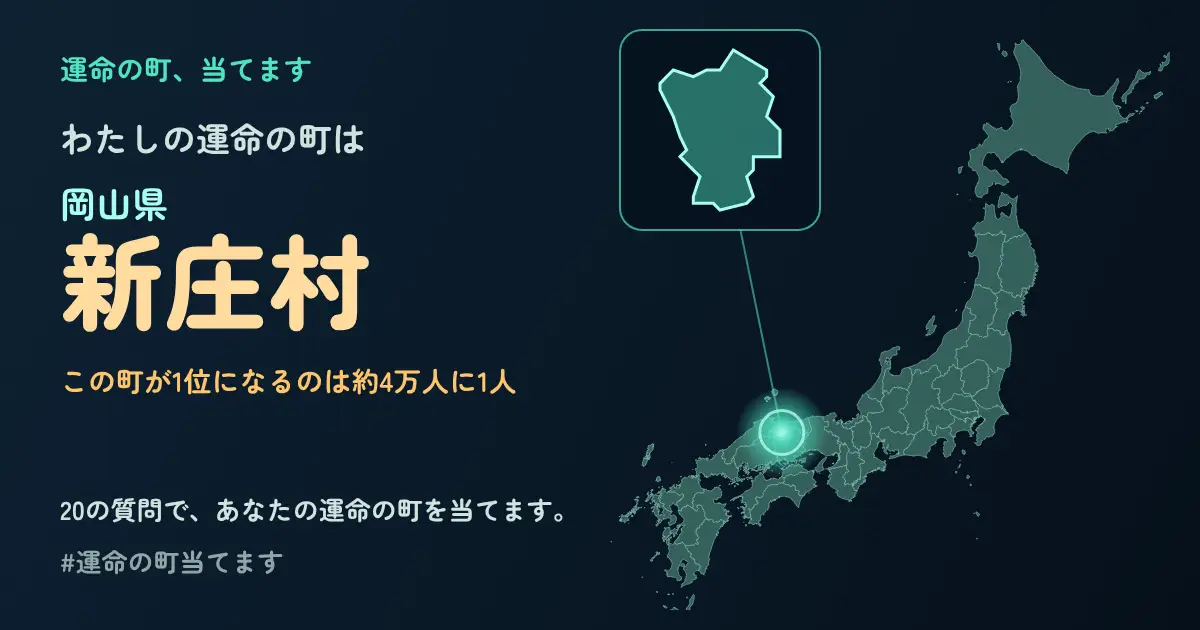 運命の町、当てます
わたしの運命の町は
岡山県
新庄村
この町が1位になるのは約4万人に1人
20の質問で、あなたの運命の町を当てます。
#運命の町当てます